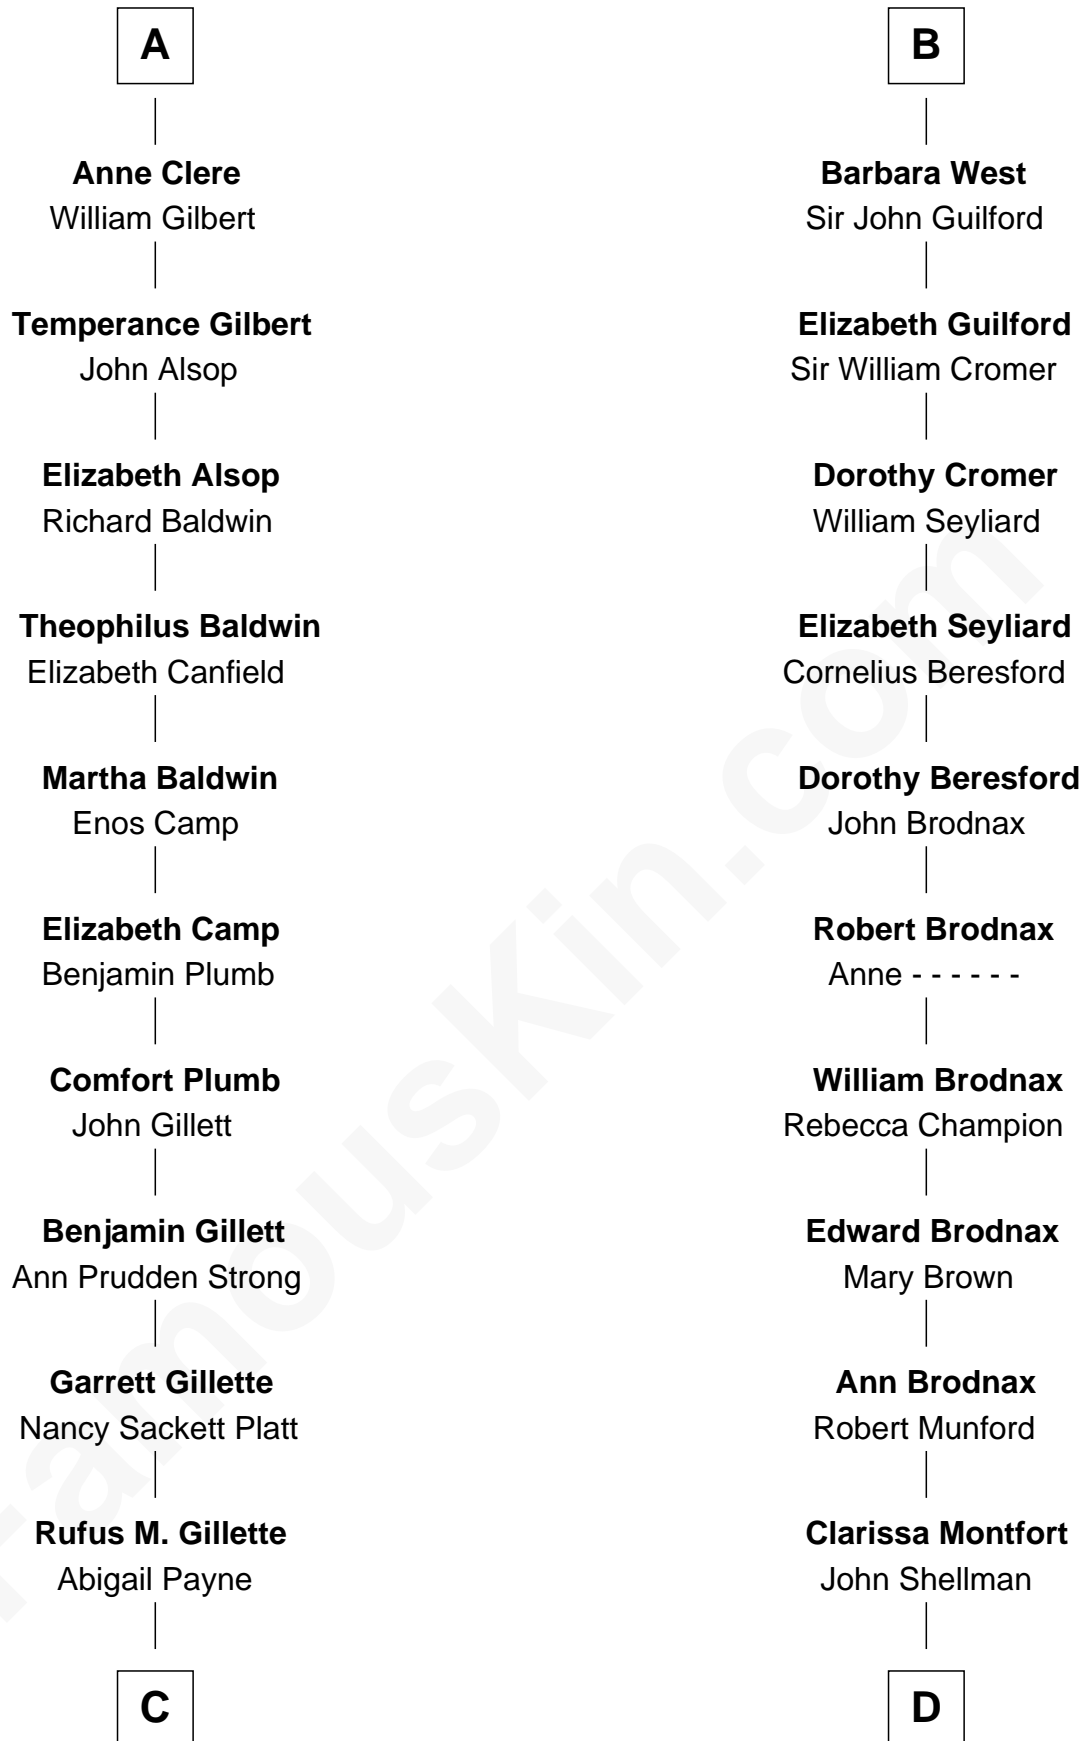 A
Anne Clere
William Gilbert
Temperance Gilbert
John Alsop
Elizabeth Alsop
Richard Baldwin
Theophilus Baldwin
Elizabeth Canfield
Martha Baldwin
Enos Camp
Elizabeth Camp
Benjamin Plumb
Comfort Plumb
John Gillett
Benjamin Gillett
Ann Prudden Strong
Garrett Gillette
Nancy Sackett Platt
Rufus M. Gillette
Abigail Payne
C
B
Barbara West
Sir John Guilford
Elizabeth Guilford
Sir William Cromer
Dorothy Cromer
William Seyliard
Elizabeth Seyliard
Cornelius Beresford
Dorothy Beresford
John Brodnax
Robert Brodnax
Anne - - - - - -
William Brodnax
Rebecca Champion
Edward Brodnax
Mary Brown
Ann Brodnax
Robert Munford
Clarissa Montfort
John Shellman
D
FamousKin.com